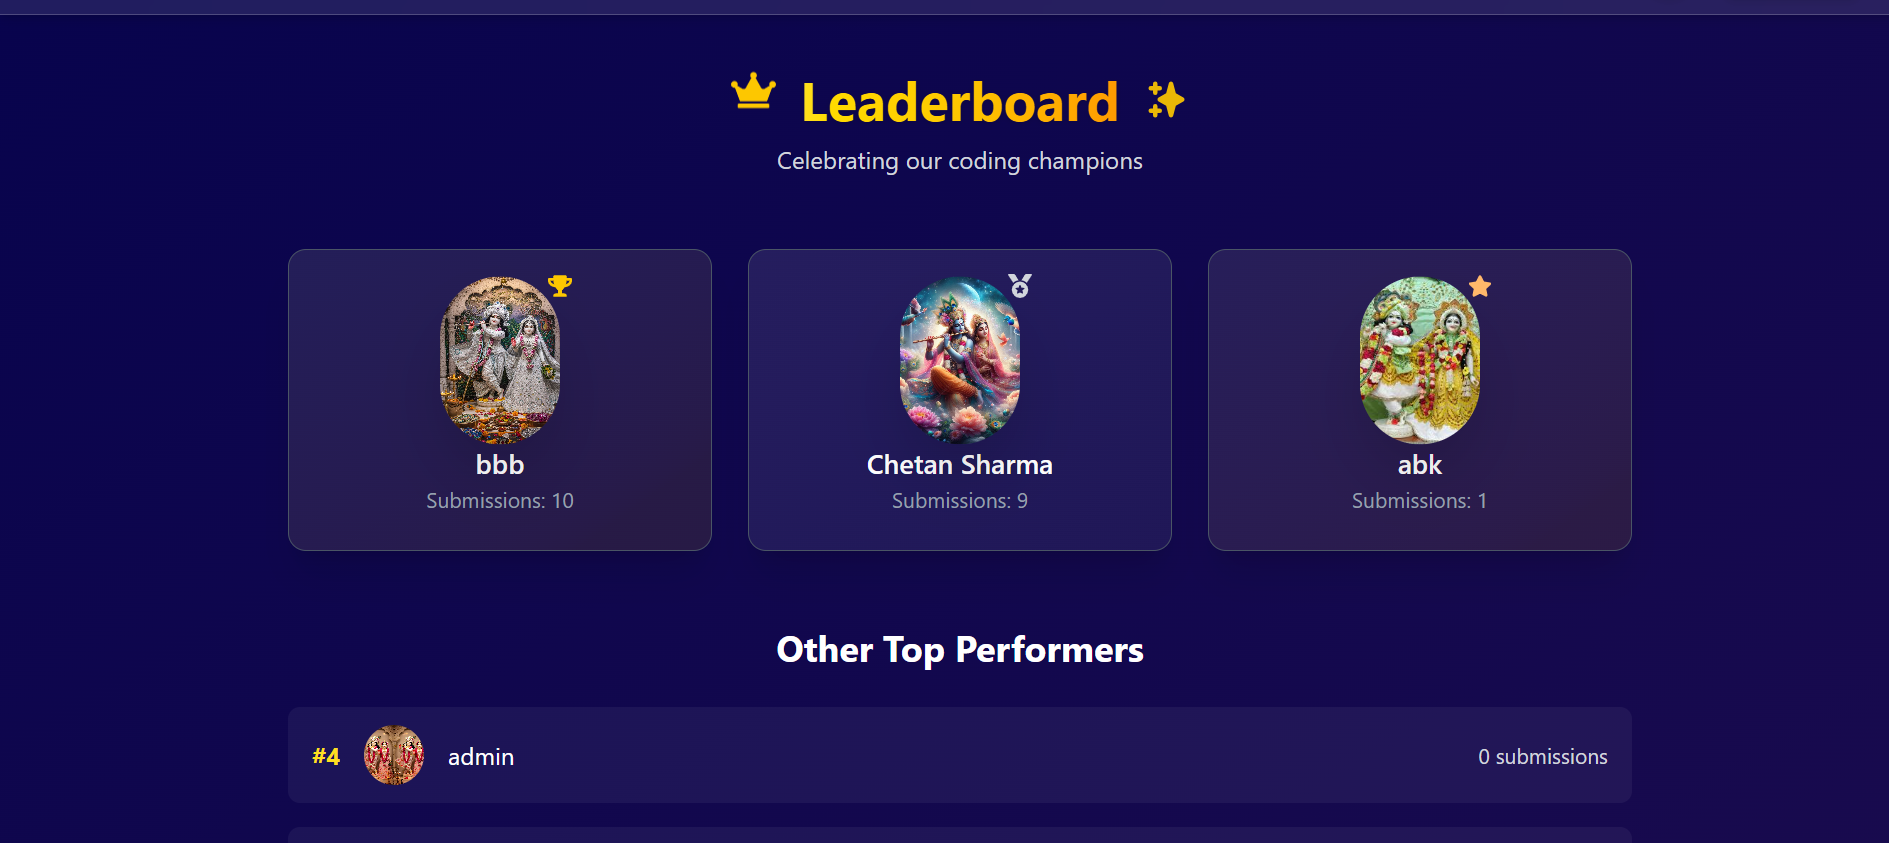 Leaderboard
Celebrating our coding champions
bbb
Submissions: 10
Chetan Sharma
Submissions: 9
abk
Submissions: 1
Other Top Performers
#4 admin 0 submissions